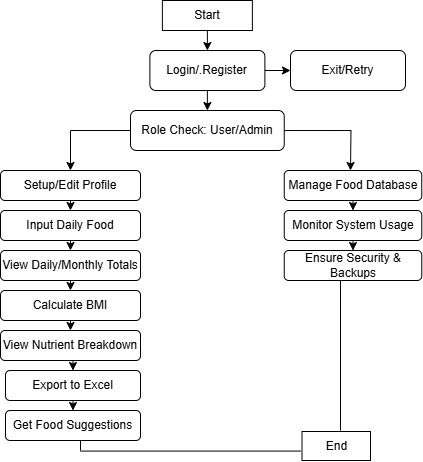 Start
Login/.Register
Exit/Retry
Role Check: User/Admin
Setup/Edit Profile
Input Daily Food
View Daily/Monthly Totals
Calculate BMI
View Nutrient Breakdown
Export to Excel
Get Food Suggestions
Manage Food Database
Monitor System Usage
Ensure Security &
Backups
End